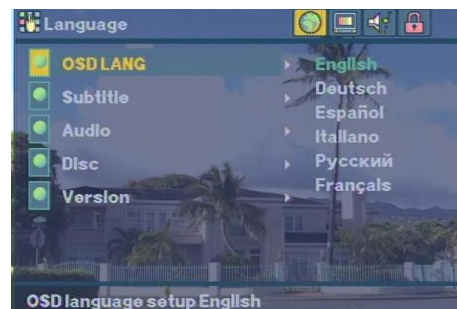 Language
OSD LANG
Subtitle
Audio
Disc
Version
English
Deutsch
Español
Italiano
Русский
Français
OSD language setup English